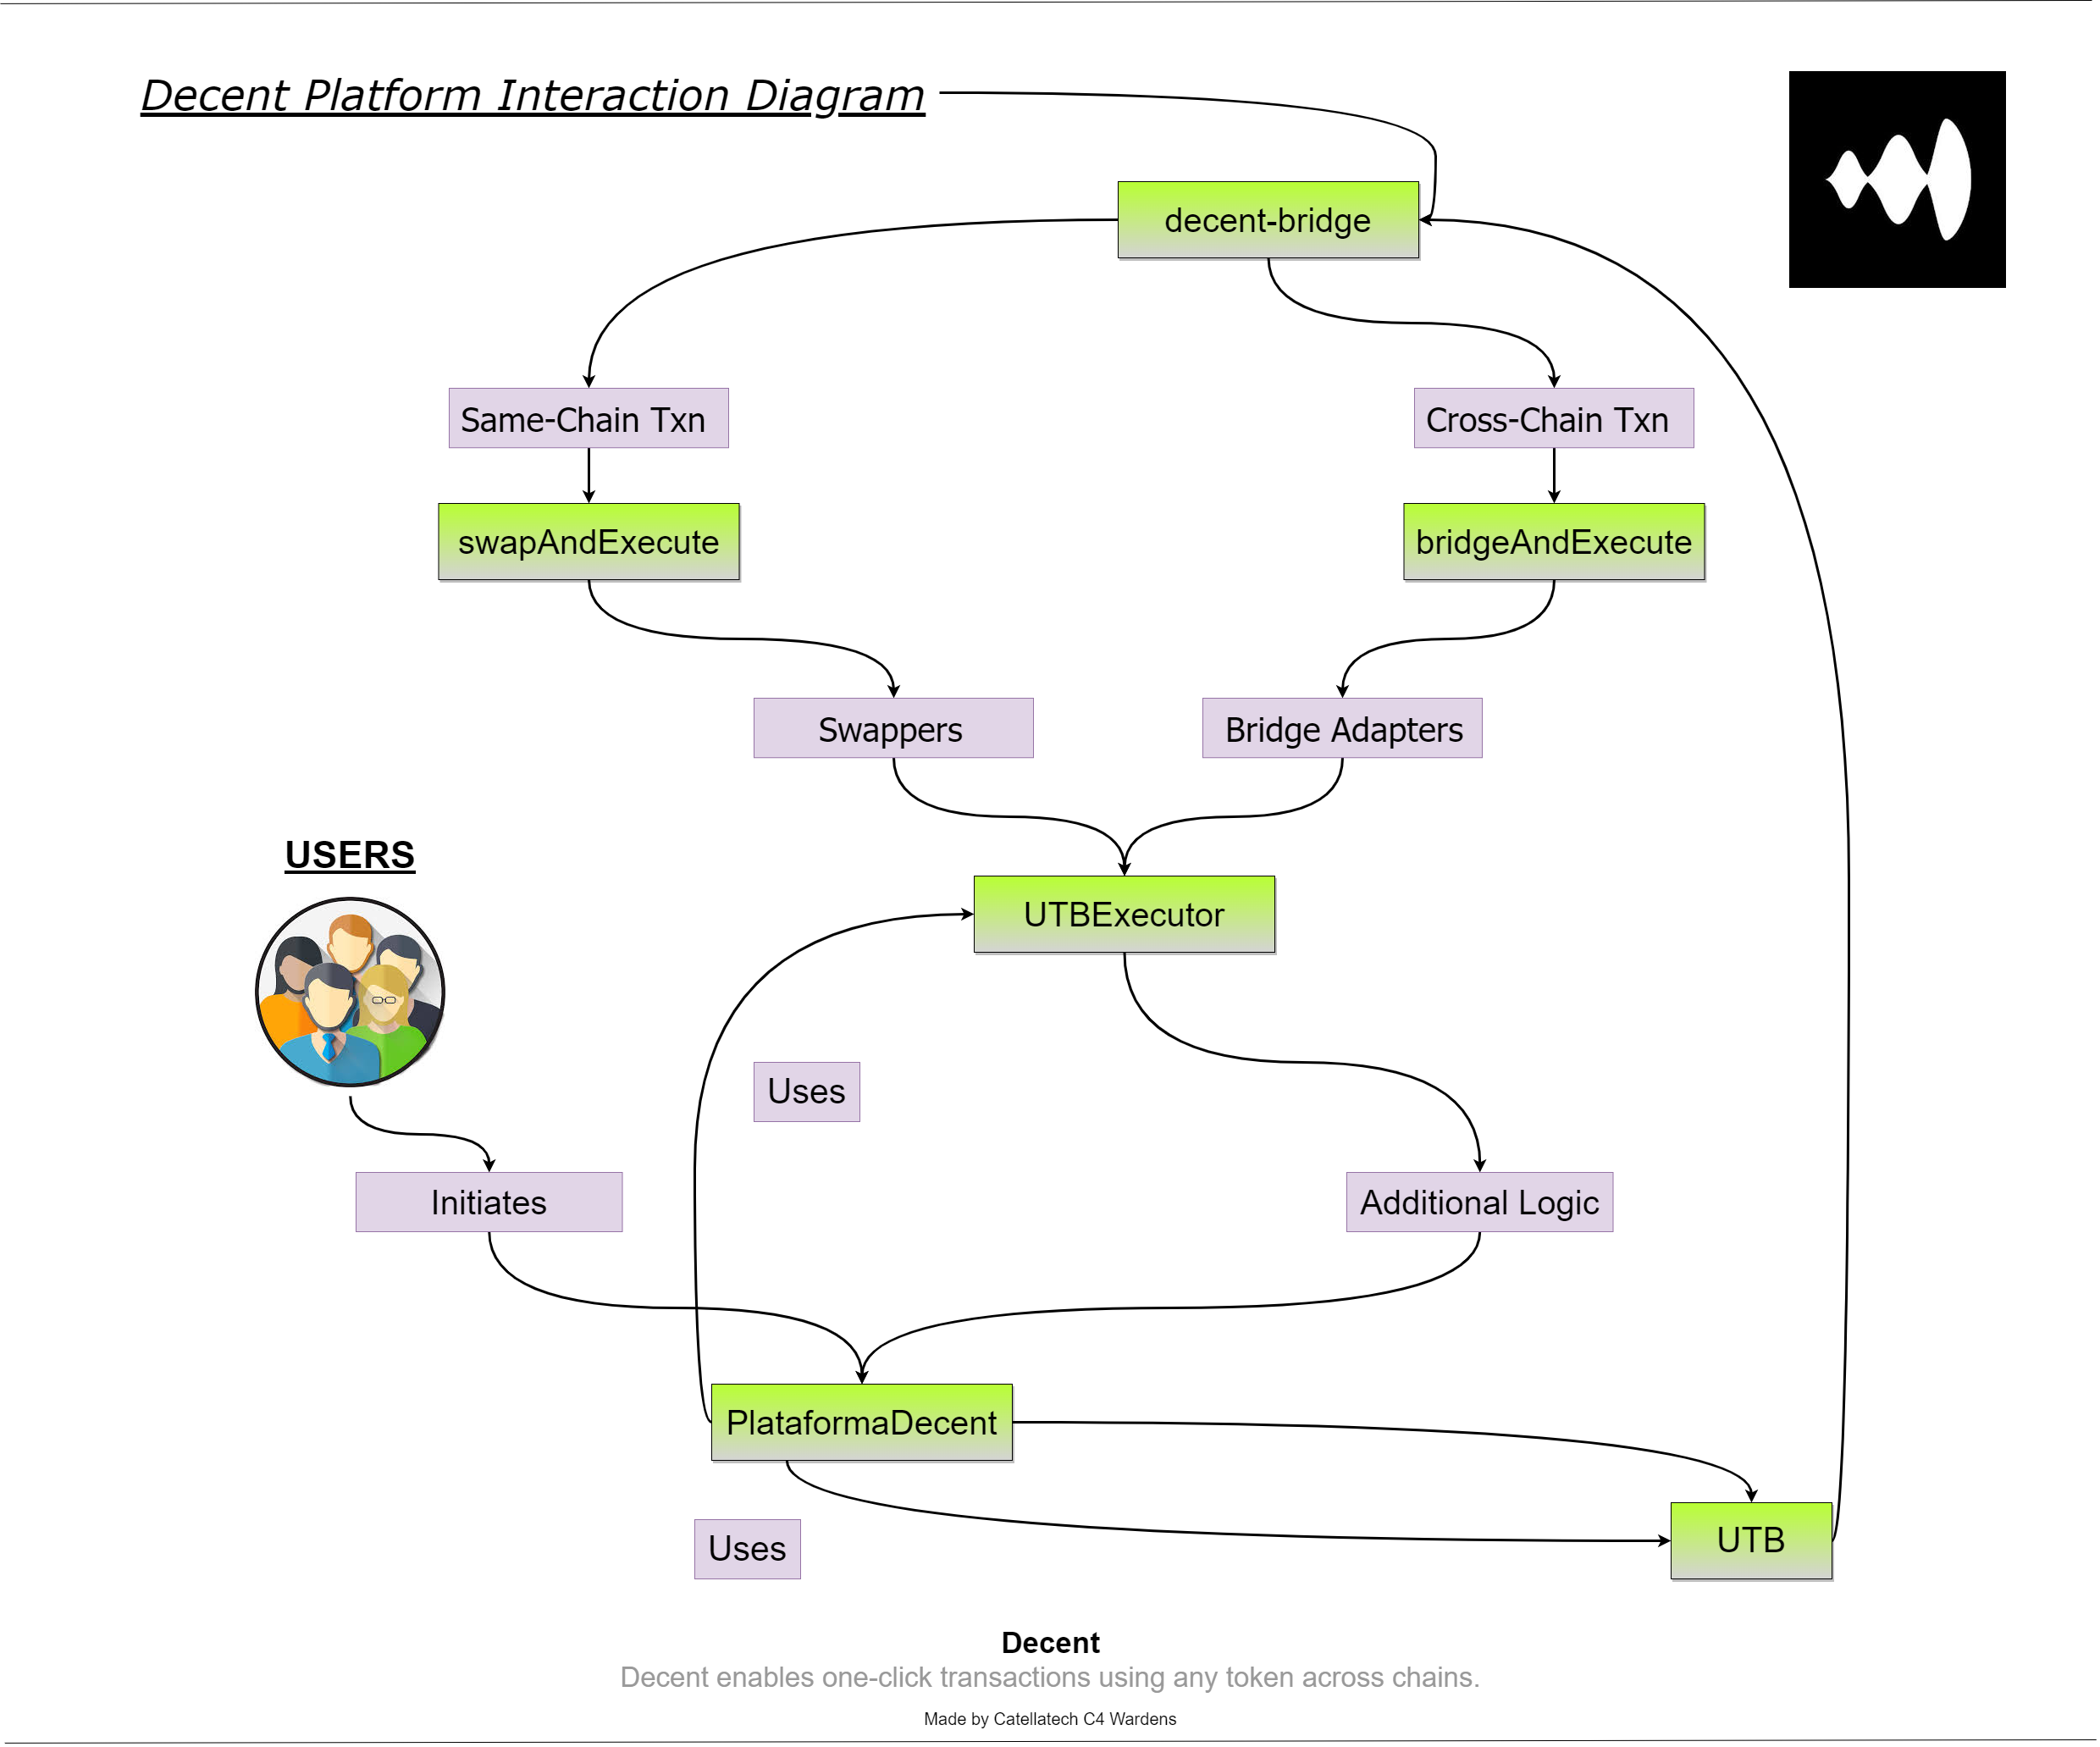 Decent Platform Interaction Diagram
decent-bridge
Same-Chain Txn
Cross-Chain Txn
swapAndExecute
bridgeAndExecute
Swappers
Bridge Adapters
USERS
UTBExecutor
Uses
Initiates
Additional Logic
PlataformaDecent
UTB
Uses
Decent
Decent enables one-click transactions using any token across chains.
Made by Catellatech C4 Wardens